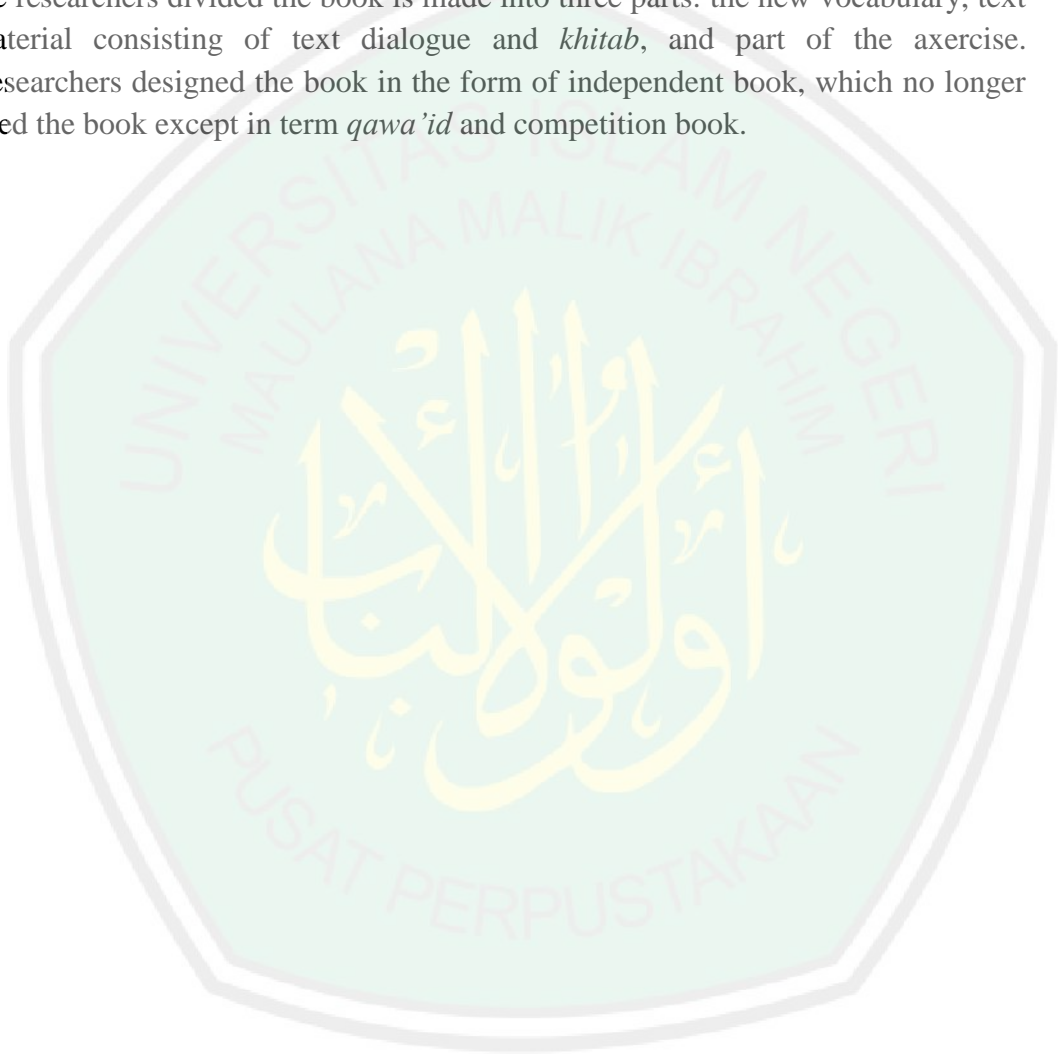 e researchers divided the book is made into three parts: the new vocabulary, text
aterial consisting of text dialogue and khitab, and part of the axercise.
esearchers designed the book in the form of independent book, which no longer
ed the book except in term qawa'id and competition book.
UNIVERSITAS ISLAM NEGERI
MAULANA MALIK IBRAHIM
أولوا الألباب
PUSAT PERPUSTAKAAN